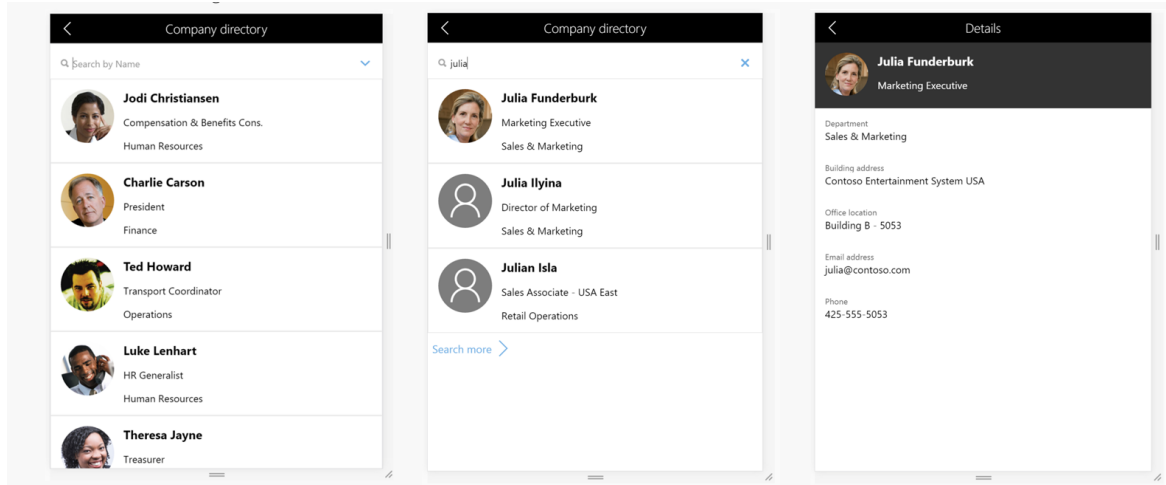 Company directory
Search by Name
Jodi Christiansen
Compensation & Benefits Cons.
Human Resources
Charlie Carson
President
Finance
Ted Howard
Transport Coordinator
Operations
Luke Lenhart
HR Generalist
Human Resources
Theresa Jayne
Treasurer
Company directory
julia
Julia Funderburk
Marketing Executive
Sales & Marketing
Julia Ilyina
Director of Marketing
Sales & Marketing
Julian Isla
Sales Associate - USA East
Retail Operations
Search more
Details
Julia Funderburk
Marketing Executive
Department
Sales & Marketing
Building address
Contoso Entertainment System USA
Office location
Building B - 5053
Email address
julia@contoso.com
Phone
425-555-5053